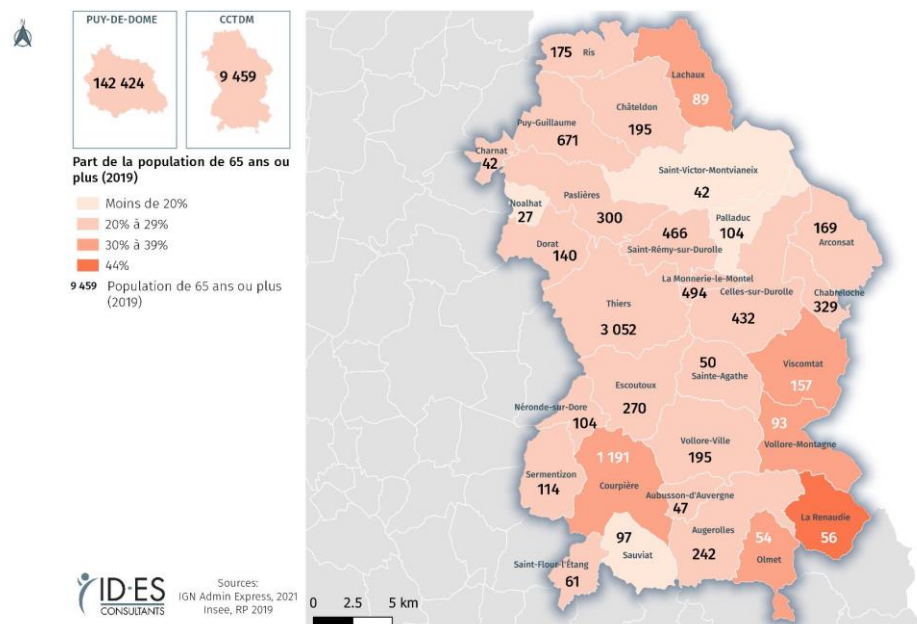 N
PUY-DE-DOME
142 424
CCTDM
9 459
Part de la population de 65 ans ou
plus (2019)
Moins de 20%
20% à 29%
30% à 39%
44%
9 459 Population de 65 ans ou plus
(2019)
175 Ris
Lachaux
89
Châteldon
195
Puy-Guillaume
671
Charnat
42
Saint-Victor-Montvianeix
42
Noalhat
27
Paslières
300
466
Saint-Rémy-sur-Durolle
Palladuc
104
169
Arconsat
Dorat
140
La Monnerie-le-Montel
494
Celles-sur-Durolle
432
Chabreloche
329
Thiers
3 052
50
Sainte-Agathe
Viscomtat
157
Escoutoux
270
Néronde-sur-Dore
104
93
Vollore-Montagne
Vollore-Ville
195
1 191
Courpière
Sermentizon
114
Aubusson-d'Auvergne
47
La Renaudie
56
Augerolles
242
54
Olmet
97
Sauviat
Saint-Flour-l'Étang
61
ID-ES
CONSULTANTS
Sources:
IGN Admin Express, 2021
Insee, RP 2019
0 2.5 5 km